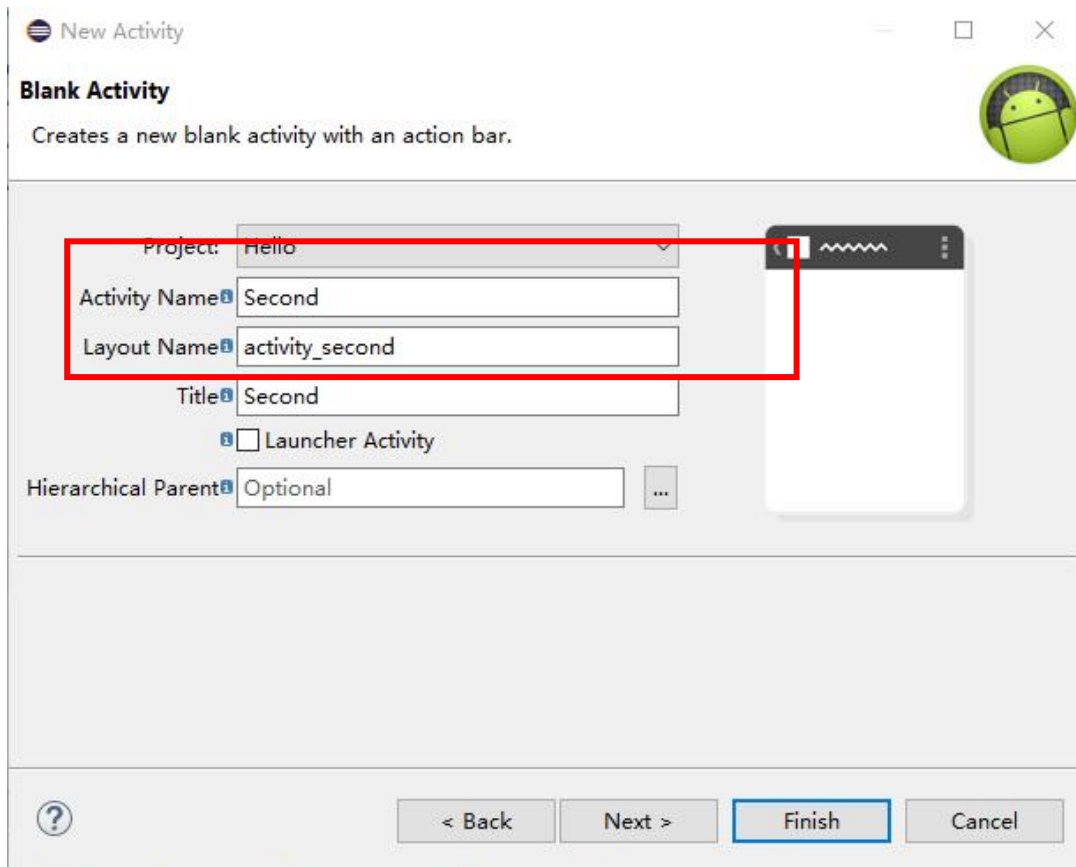 New Activity
Blank Activity
Creates a new blank activity with an action bar.
Project: Hello
Activity Name Second
Layout Name activity_second
Title Second
Launcher Activity
Hierarchical Parent Optional ...
? < Back Next > Finish Cancel